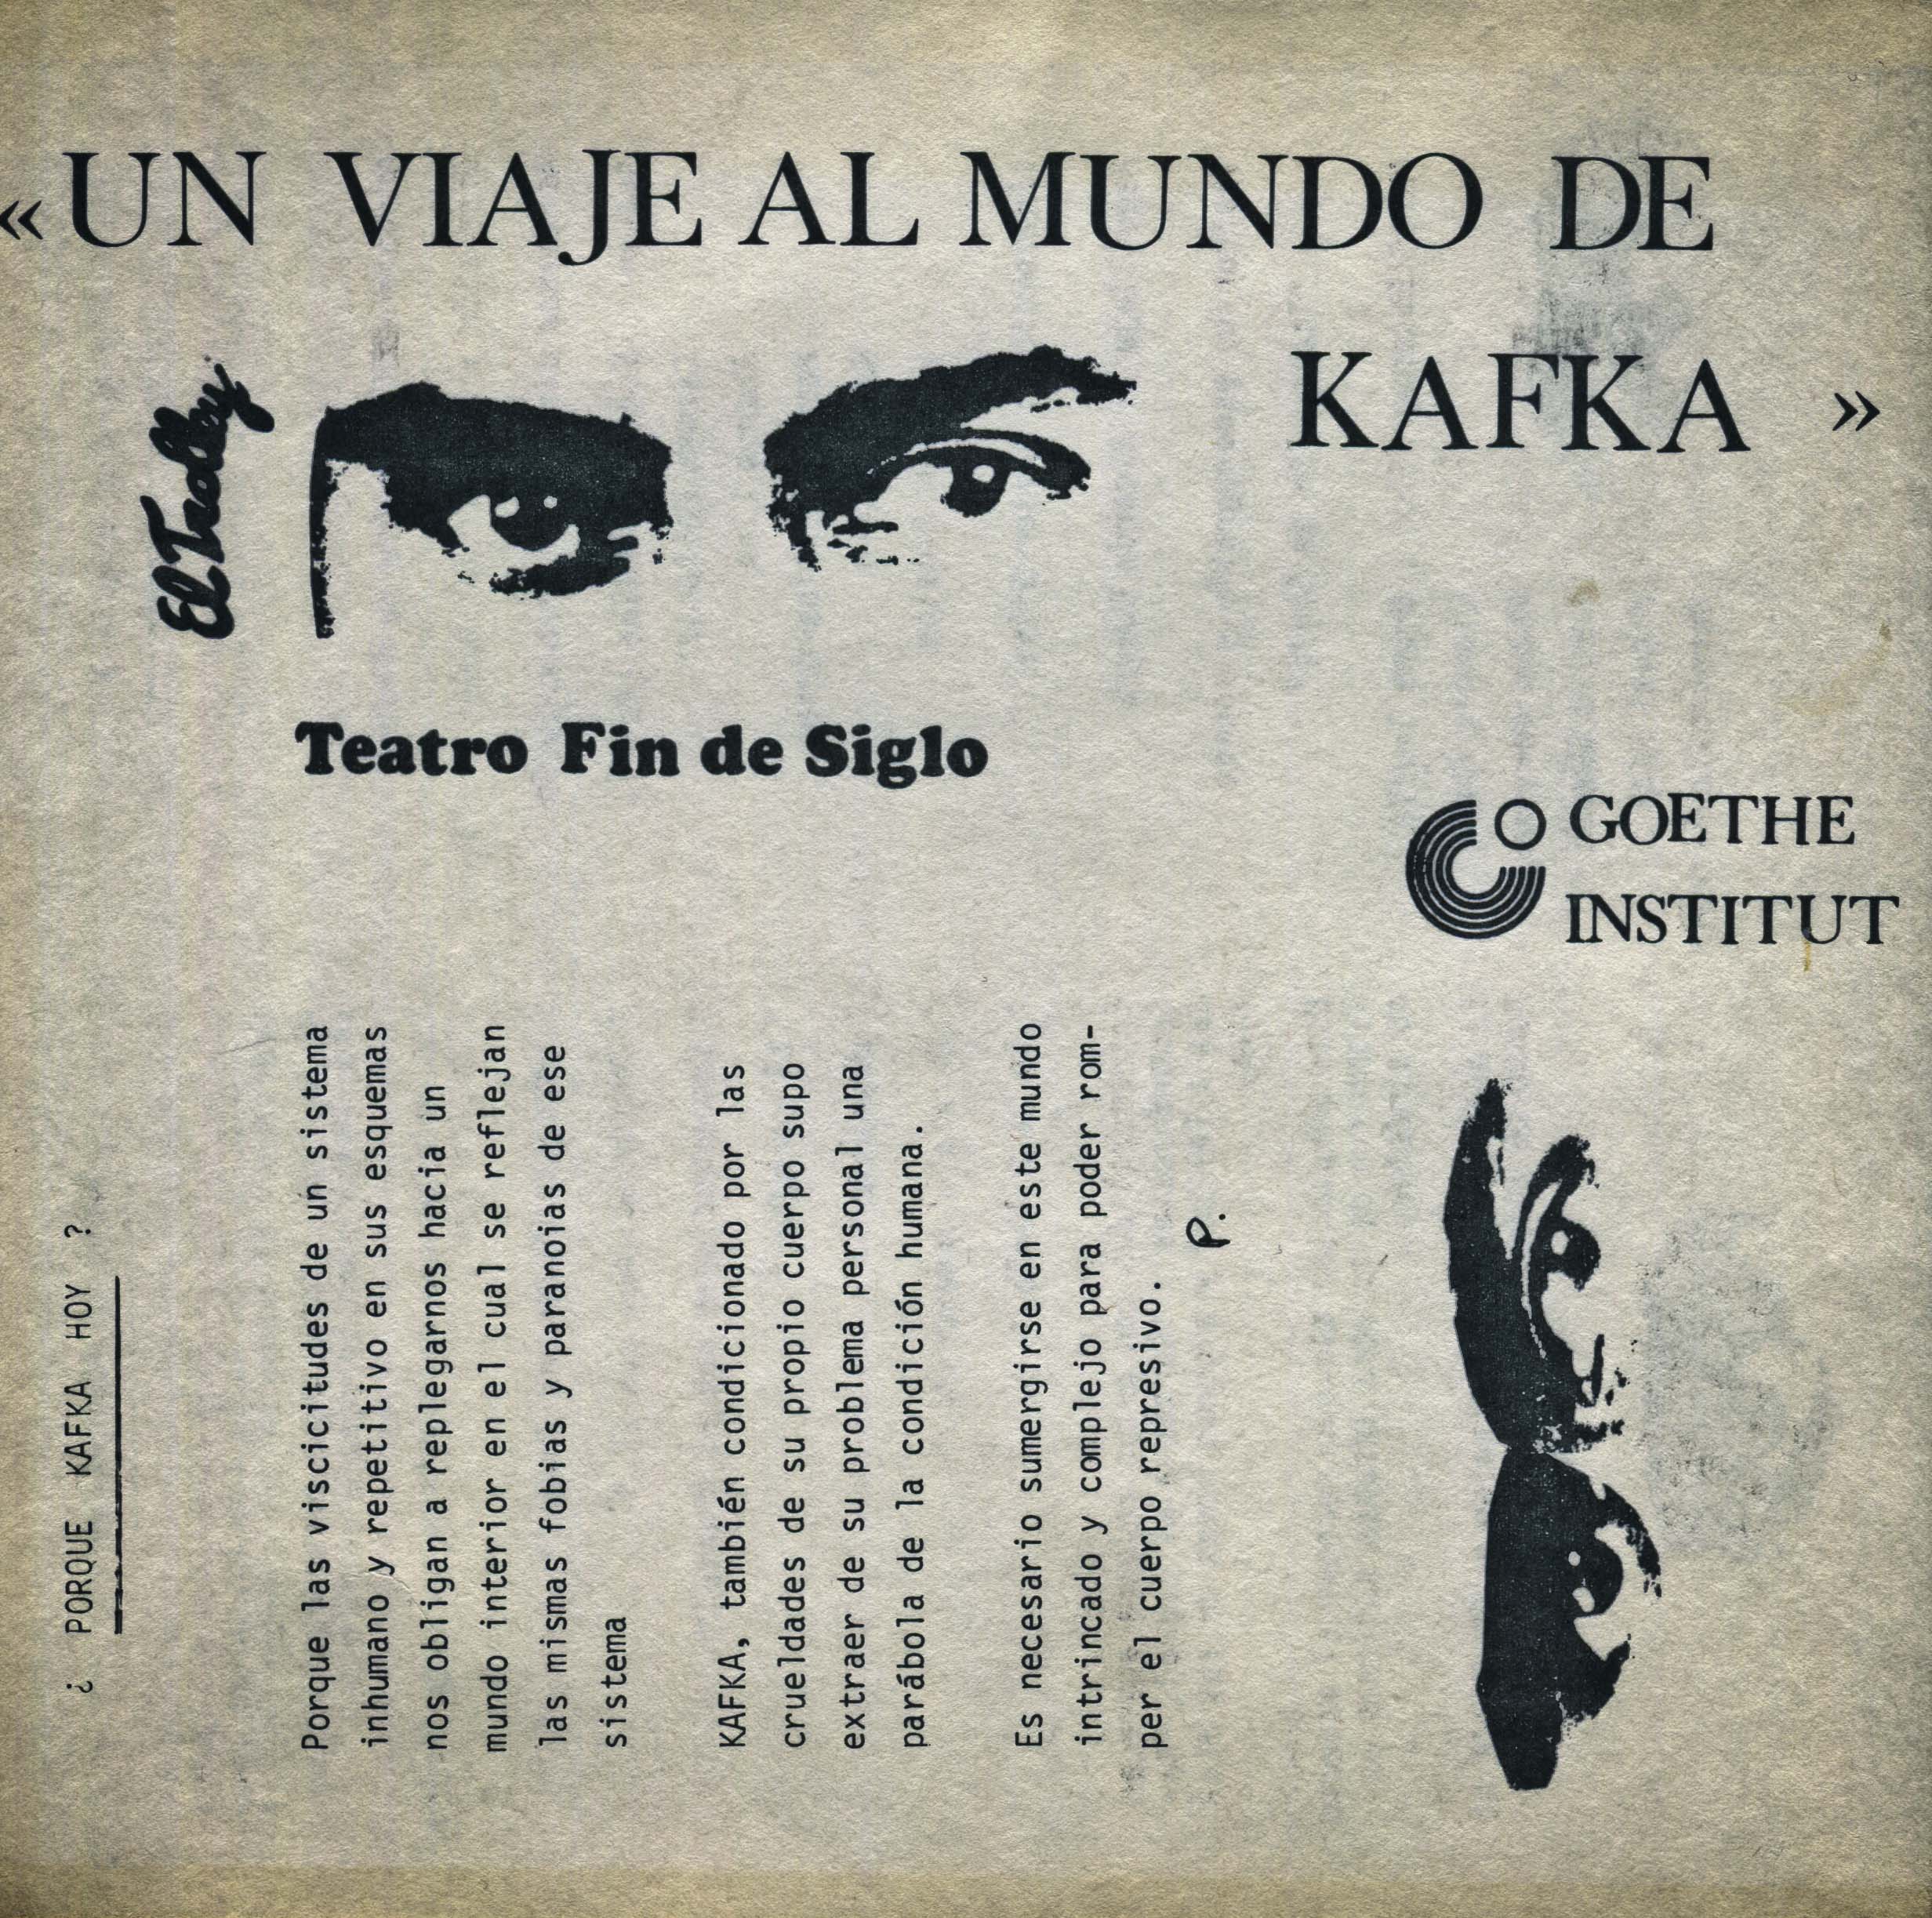 «UN VIAJE AL MUNDO DE
KAFKA »
El Trolley
Teatro Fin de Siglo
GOETHE
INSTITUT
¿ PORQUE KAFKA HOY ?
Porque las viscicitudes de un sistema
inhumano y repetitivo en sus esquemas
nos obligan a replegarnos hacia un
mundo interior en el cual se reflejan
las mismas fobias y paranoias de ese
sistema
KAFKA, también condicionado por las
crueldades de su propio cuerpo supo
extraer de su problema personal una
parábola de la condición humana.
Es necesario sumergirse en este mundo
intrincado y complejo para poder rom-
per el cuerpo represivo.
P.